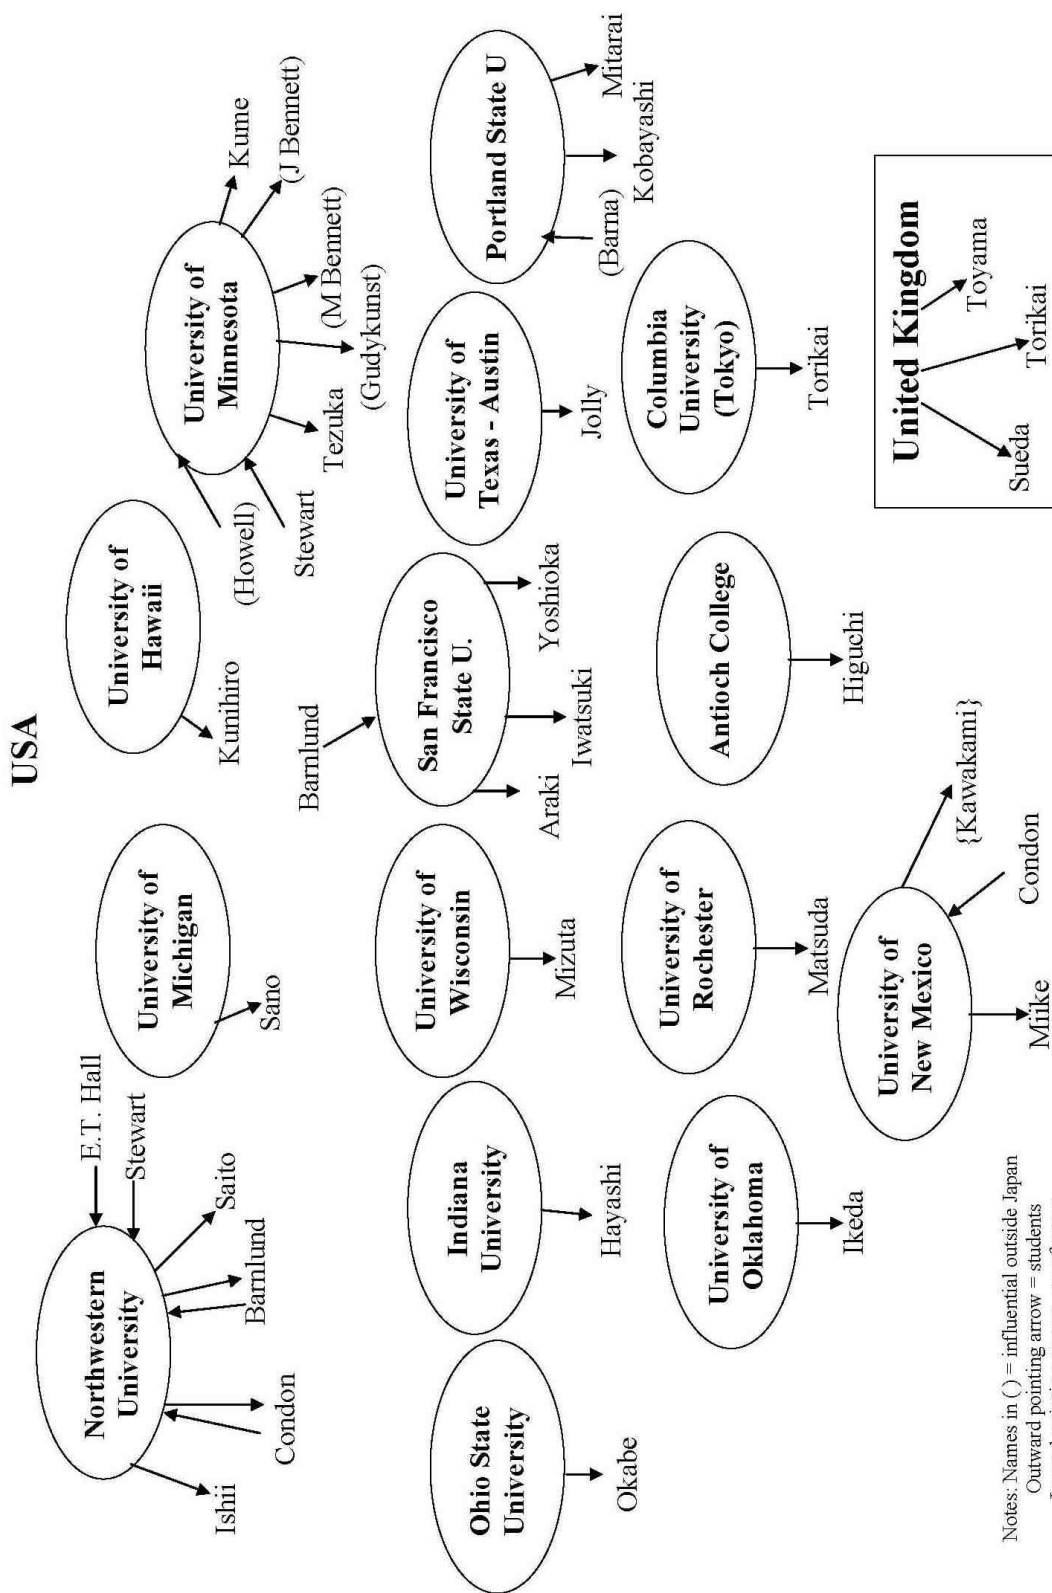 USA
Northwestern
University
E.T. Hall
Stewart
Saito
Barnlund
Condon
Ishii
University of
Michigan
Sano
University of
Hawaii
Kunihiro
University of
Minnesota
Kume
(J Bennett)
(M Bennett)
(Gudykunst)
Tezuka
(Howell)
Stewart
Ohio State
University
Okabe
Indiana
University
Hayashi
University of
Wisconsin
Mizuta
Barnlund
San Francisco
State U.
Araki
Iwatsuki
Yoshioka
University of
Texas - Austin
Jolly
Portland State U
(Barna)
Kobayashi
Mitarai
University of
Oklahoma
Ikeda
University of
Rochester
Matsuda
Antioch College
Higuchi
Columbia
University
(Tokyo)
Torikai
University of
New Mexico
{Kawakami}
Condon
Miike
United Kingdom
Sueda
Torikai
Toyama
Notes: Names in ( ) = influential outside Japan
Outward pointing arrow = students